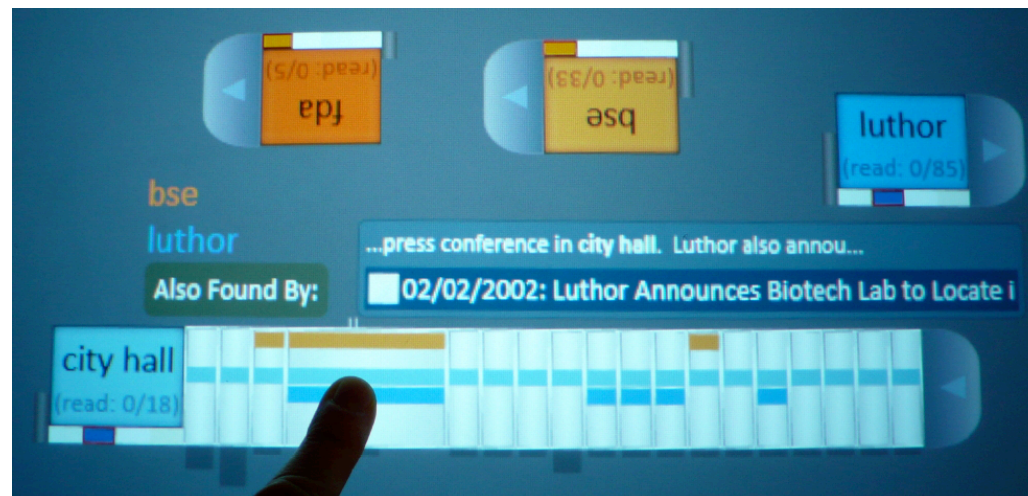 (read: 0/5)
fda
(read: 0/33)
bse
luthor
(read: 0/85)
bse
luthor
...press conference in city hall. Luthor also annou...
Also Found By:
02/02/2002: Luthor Announces Biotech Lab to Locate i
city hall
(read: 0/18)